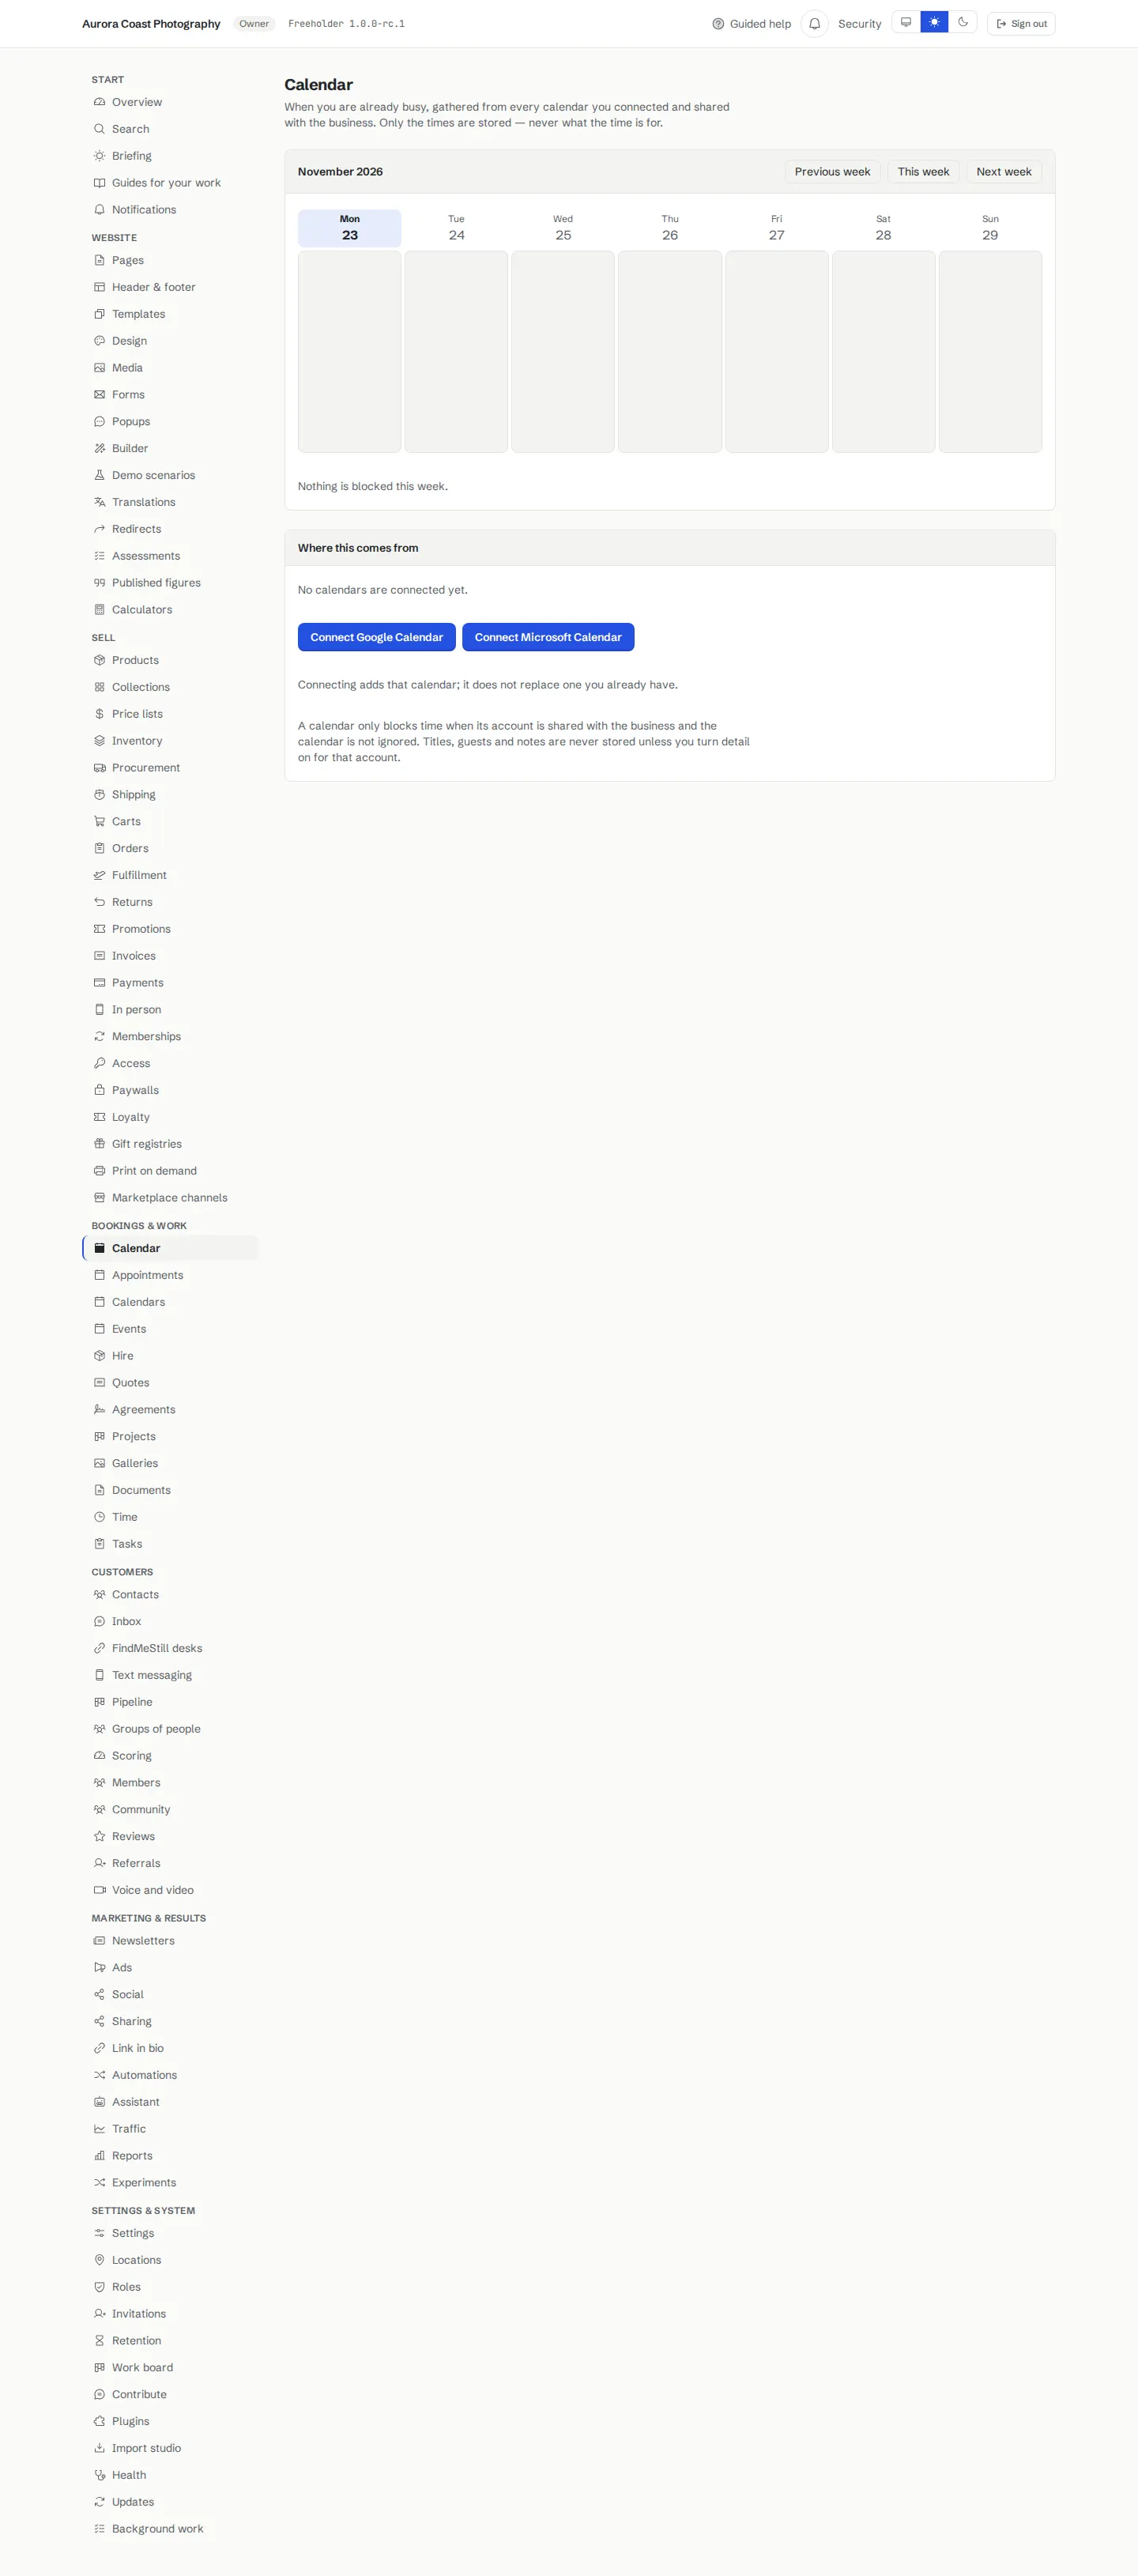 Aurora Coast Photography
Owner
Freeholder 1.0.0-rc.1
Guided help
Security
Sign out
START
Overview
Search
Briefing
Guides for your work
Notifications
WEBSITE
Pages
Header & footer
Templates
Design
Media
Forms
Popups
Builder
Demo scenarios
Translations
Redirects
Assessments
Published figures
Calculators
SELL
Products
Collections
Price lists
Inventory
Procurement
Shipping
Carts
Orders
Fulfillment
Returns
Promotions
Invoices
Payments
In person
Memberships
Access
Paywalls
Loyalty
Gift registries
Print on demand
Marketplace channels
BOOKINGS & WORK
Calendar
Appointments
Calendars
Events
Hire
Quotes
Agreements
Projects
Galleries
Documents
Time
Tasks
CUSTOMERS
Contacts
Inbox
FindMeStill desks
Text messaging
Pipeline
Groups of people
Scoring
Members
Community
Reviews
Referrals
Voice and video
MARKETING & RESULTS
Newsletters
Ads
Social
Sharing
Link in bio
Automations
Assistant
Traffic
Reports
Experiments
SETTINGS & SYSTEM
Settings
Locations
Roles
Invitations
Retention
Work board
Contribute
Plugins
Import studio
Health
Updates
Background work
Calendar
When you are already busy, gathered from every calendar you connected and shared
with the business. Only the times are stored — never what the time is for.
November 2026
Previous week
This week
Next week
Mon
23
Tue
24
Wed
25
Thu
26
Fri
27
Sat
28
Sun
29
Nothing is blocked this week.
Where this comes from
No calendars are connected yet.
Connect Google Calendar
Connect Microsoft Calendar
Connecting adds that calendar; it does not replace one you already have.
A calendar only blocks time when its account is shared with the business and the
calendar is not ignored. Titles, guests and notes are never stored unless you turn detail
on for that account.